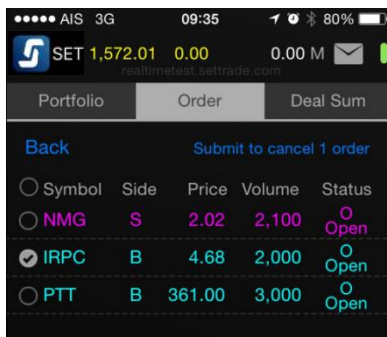 AIS 3G 09:35 80%
SET 1,572.01 0.00 0.00 M
realtimetest.settrade.com
Portfolio Order Deal Sum
Back Submit to cancel 1 order
Symbol Side Price Volume Status
NMG S 2.02 2,100 O Open
IRPC B 4.68 2,000 O Open
PTT B 361.00 3,000 O Open